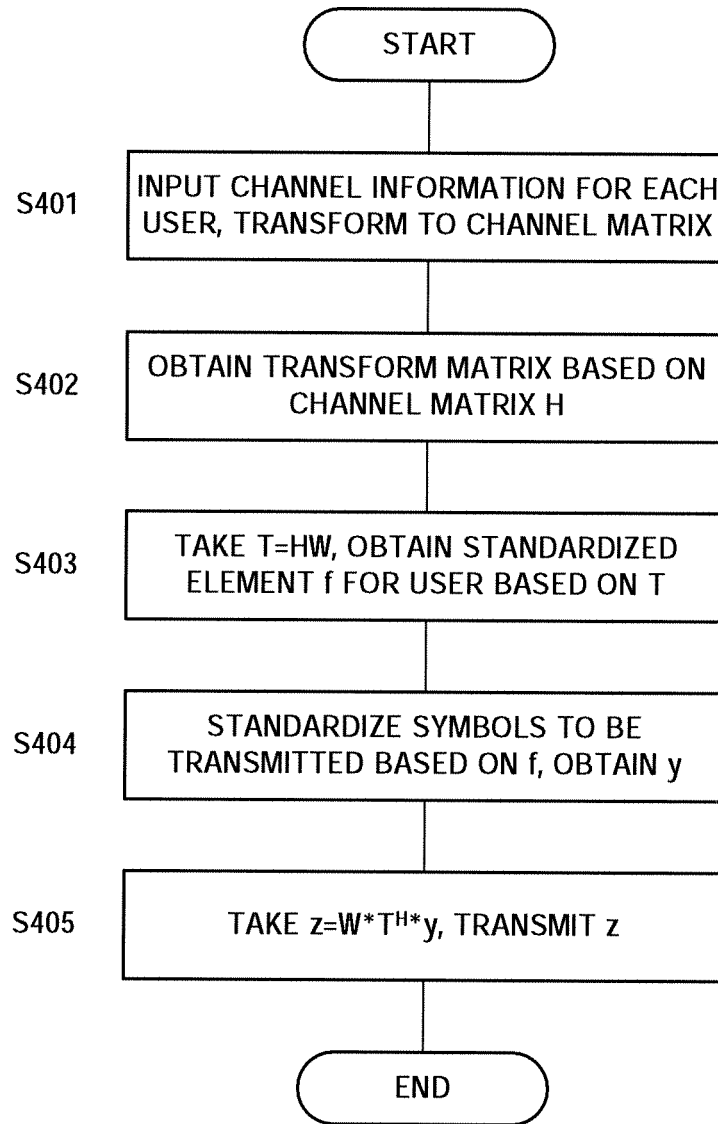 START
S401
INPUT CHANNEL INFORMATION FOR EACH
USER, TRANSFORM TO CHANNEL MATRIX
S402
OBTAIN TRANSFORM MATRIX BASED ON
CHANNEL MATRIX H
S403
TAKE T=HW, OBTAIN STANDARDIZED
ELEMENT f FOR USER BASED ON T
S404
STANDARDIZE SYMBOLS TO BE
TRANSMITTED BASED ON f, OBTAIN y
S405
TAKE z=W*Tᴴ*y, TRANSMIT z
END